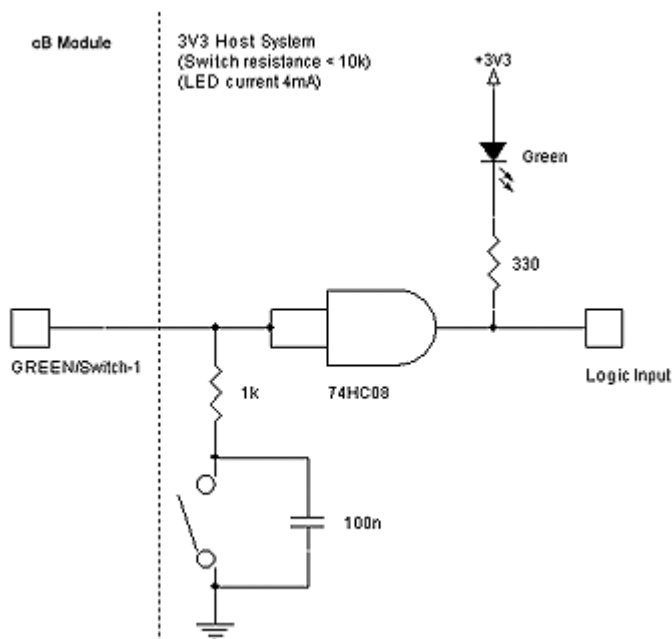 cB Module
3V3 Host System
(Switch resistance < 10k)
(LED current 4mA)
+3V3
Green
330
GREEN/Switch-1
1k
74HC08
Logic Input
100n